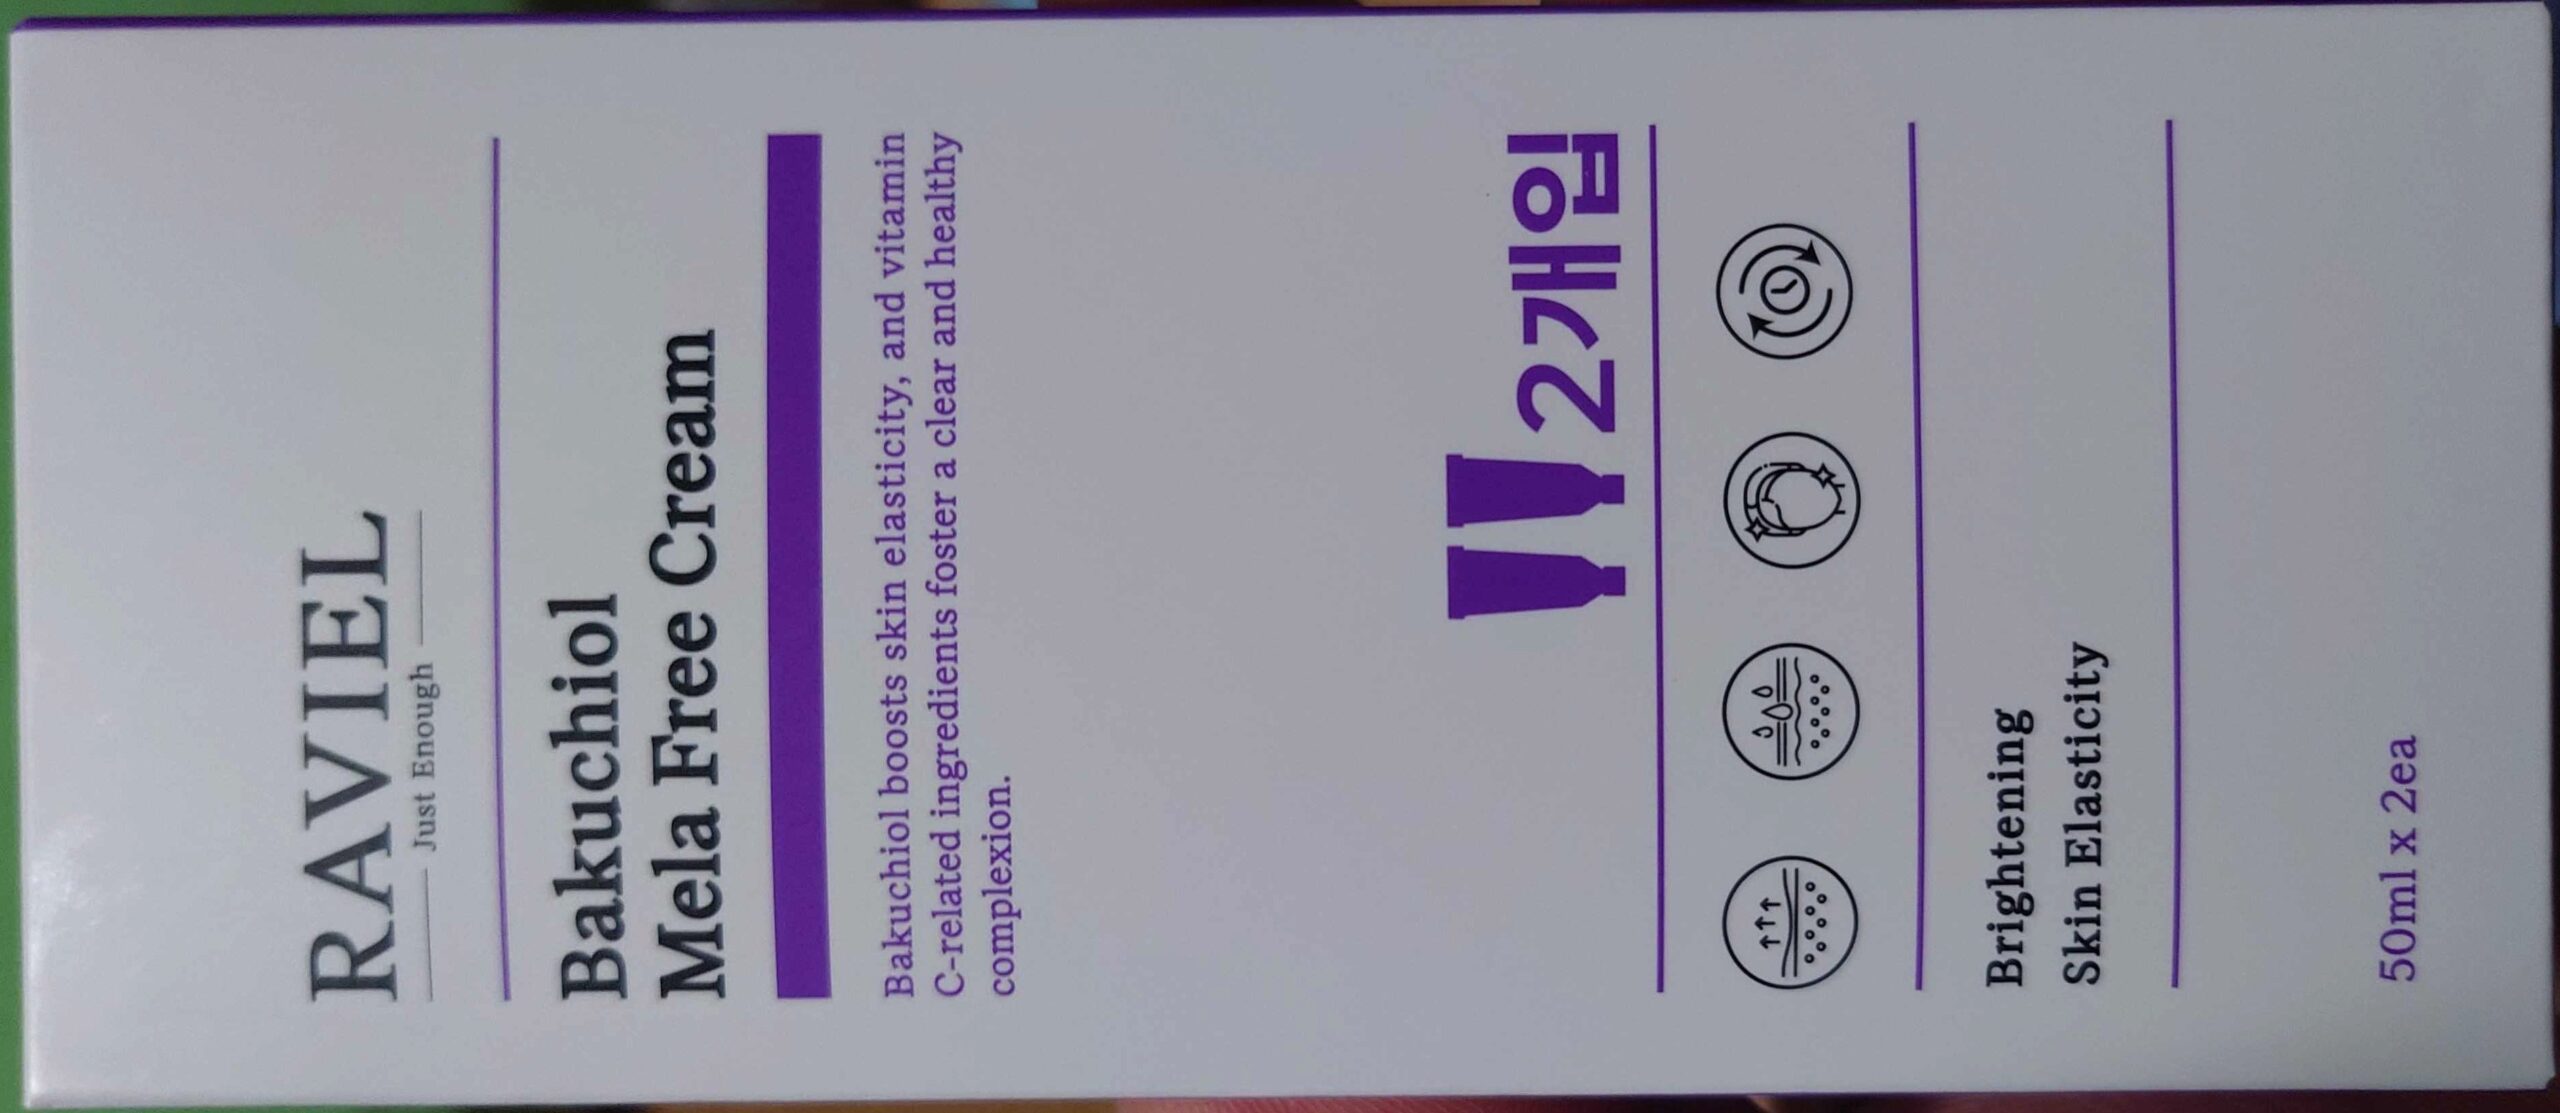 RAVIEL
Just Enough
Bakuchiol
Mela Free Cream
Bakuchiol boosts skin elasticity, and vitamin
C-related ingredients foster a clear and healthy
complexion.
2개입
Brightening
Skin Elasticity
50ml x 2ea